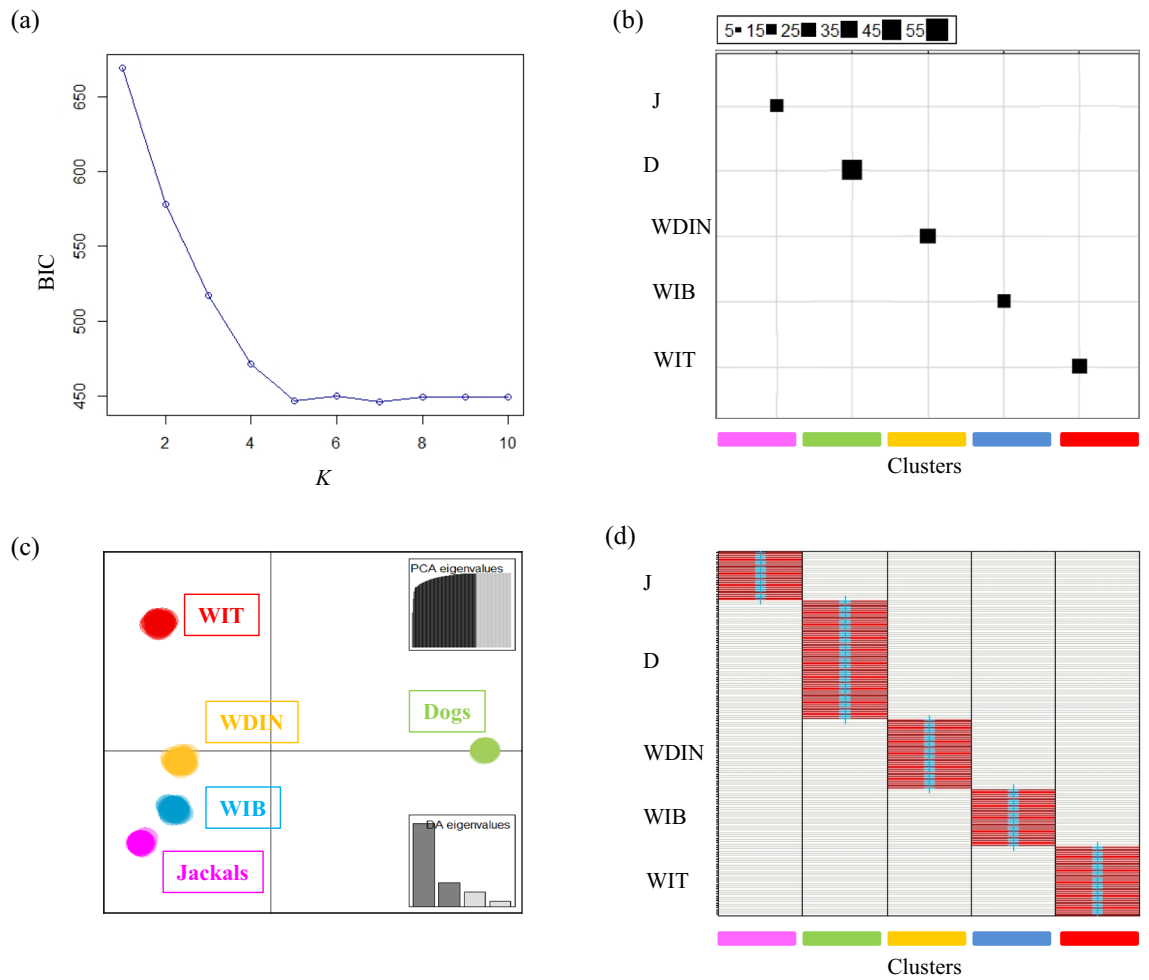 (a)
650
600
550
500
450
BIC
2
4
6
8
10
K
(b)
5 15 25 35 45 55
J
D
WDIN
WIB
WIT
Clusters
(c)
PCA eigenvalues
WIT
WDIN
Dogs
WIB
Jackals
DA eigenvalues
(d)
J
D
WDIN
WIB
WIT
Clusters